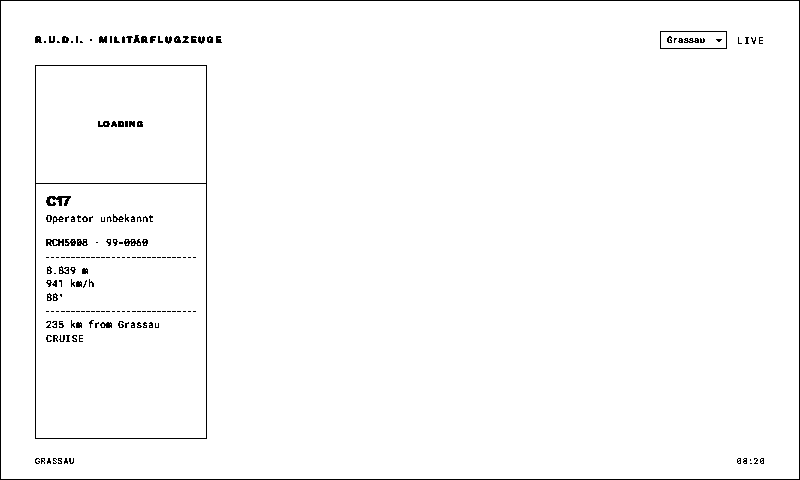 R.U.D.I. · MILITÄRFLUGZEUGE
Grassau
LIVE
LOADING
C17
Operator unbekannt
RCH5008 · 99-0060
8.839 m
941 km/h
88°
235 km from Grassau
CRUISE
GRASSAU
08:20